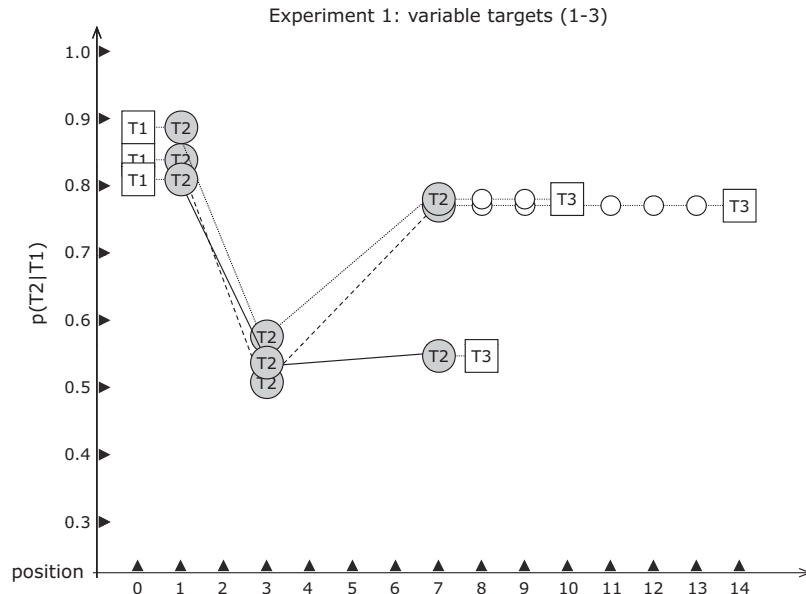 Experiment 1: variable targets (1-3)
p(T2|T1)
1.0
0.9
0.8
0.7
0.6
0.5
0.4
0.3
T1 T2
T1 T2
T1 T2
T2
T2
T2
T2 T3
T3
T2 T3
position
0 1 2 3 4 5 6 7 8 9 10 11 12 13 14